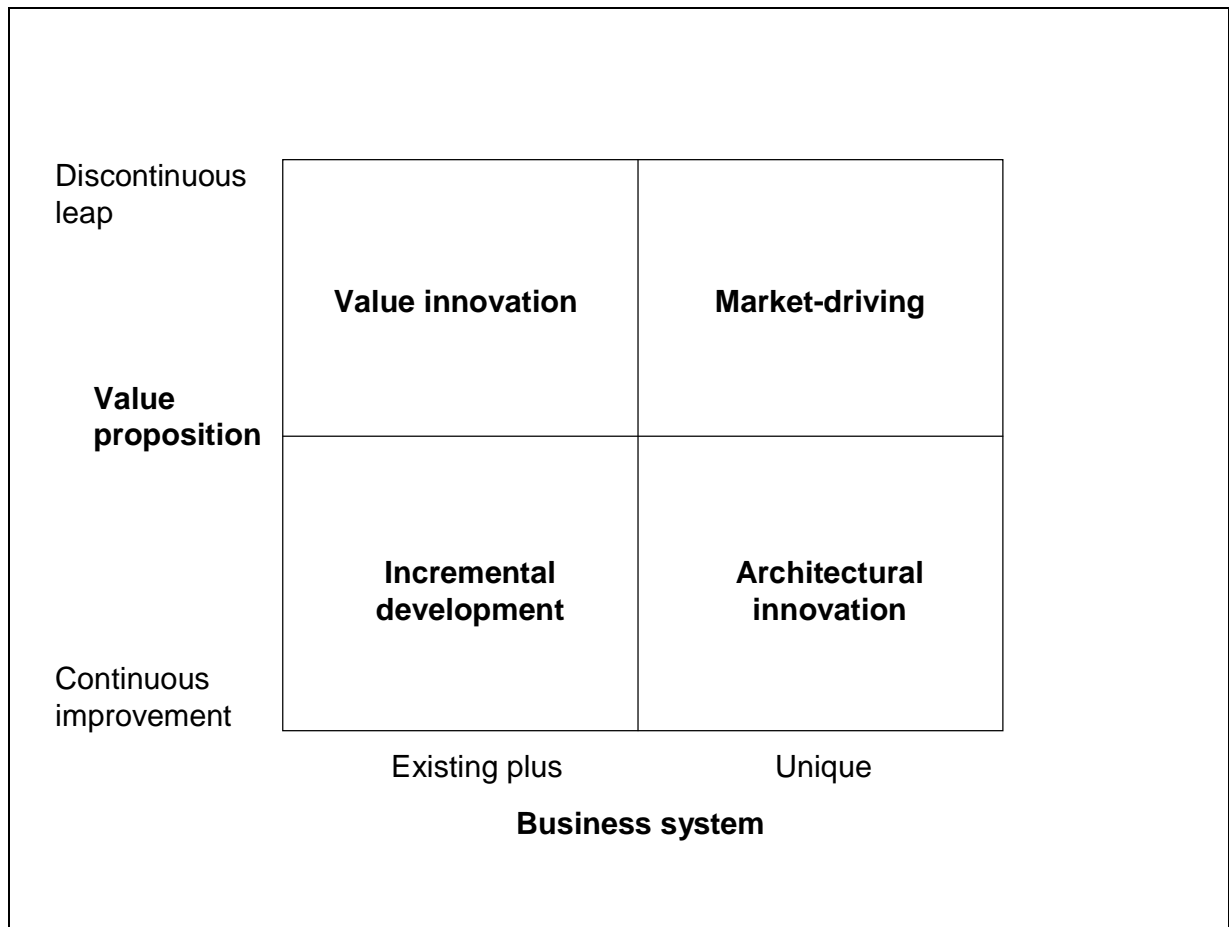 Discontinuous
leap
Value innovation
Market-driving
Value
proposition
Incremental
development
Architectural
innovation
Continuous
improvement
Existing plus
Unique
Business system